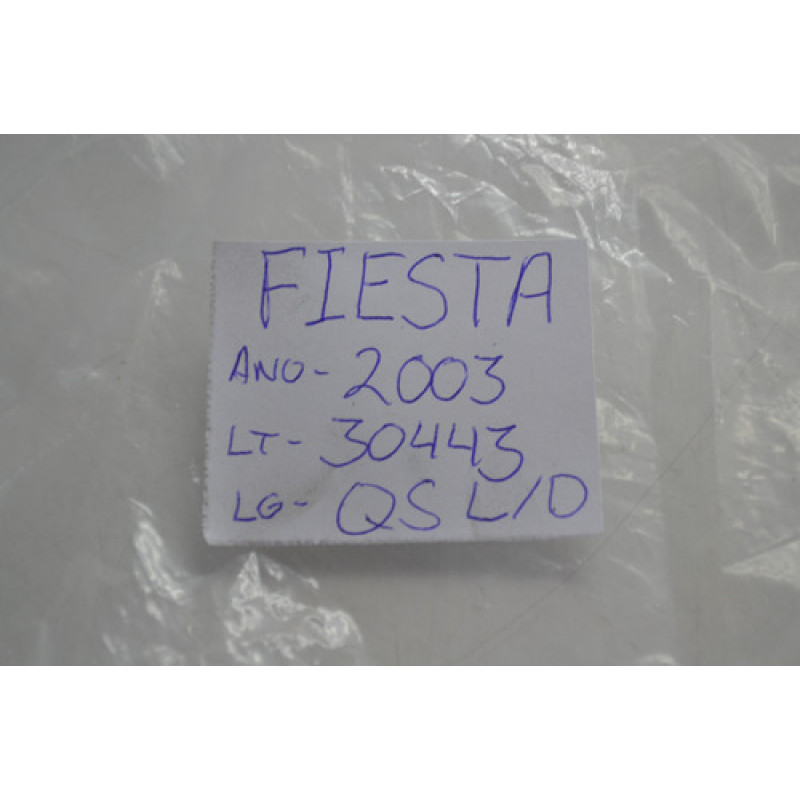 FIESTA
ANO- 2003
LT- 30443
LG- QS L/D